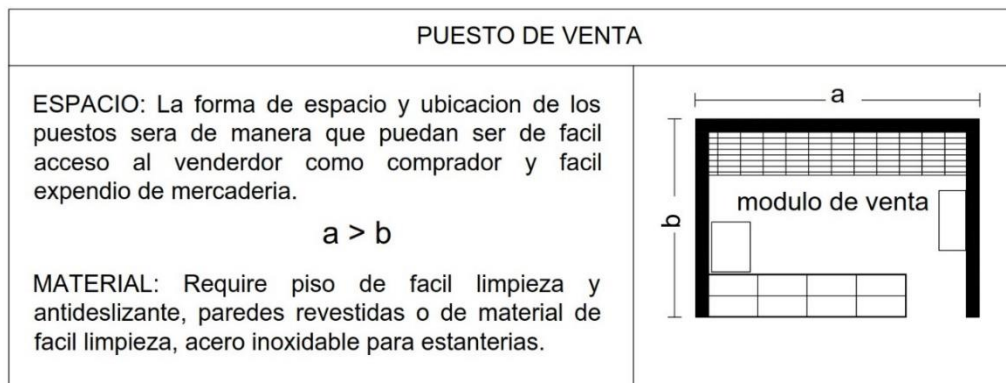 PUESTO DE VENTA
ESPACIO: La forma de espacio y ubicacion de los
puestos sera de manera que puedan ser de facil
acceso al venderdor como comprador y facil
expendio de mercaderia.
a > b
MATERIAL: Require piso de facil limpieza y
antideslizante, paredes revestidas o de material de
facil limpieza, acero inoxidable para estanterias.
a
b
modulo de venta